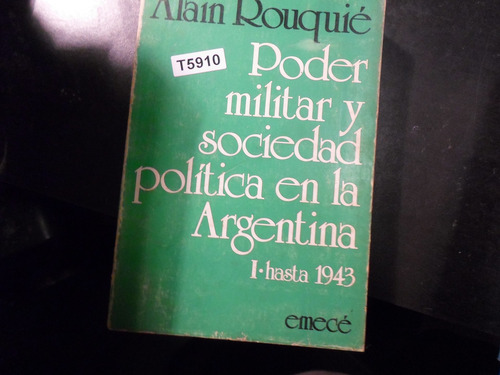 Alain Rouquié
T5910
Poder
militar y
sociedad
política en la
Argentina
I·hasta 1943
emecé